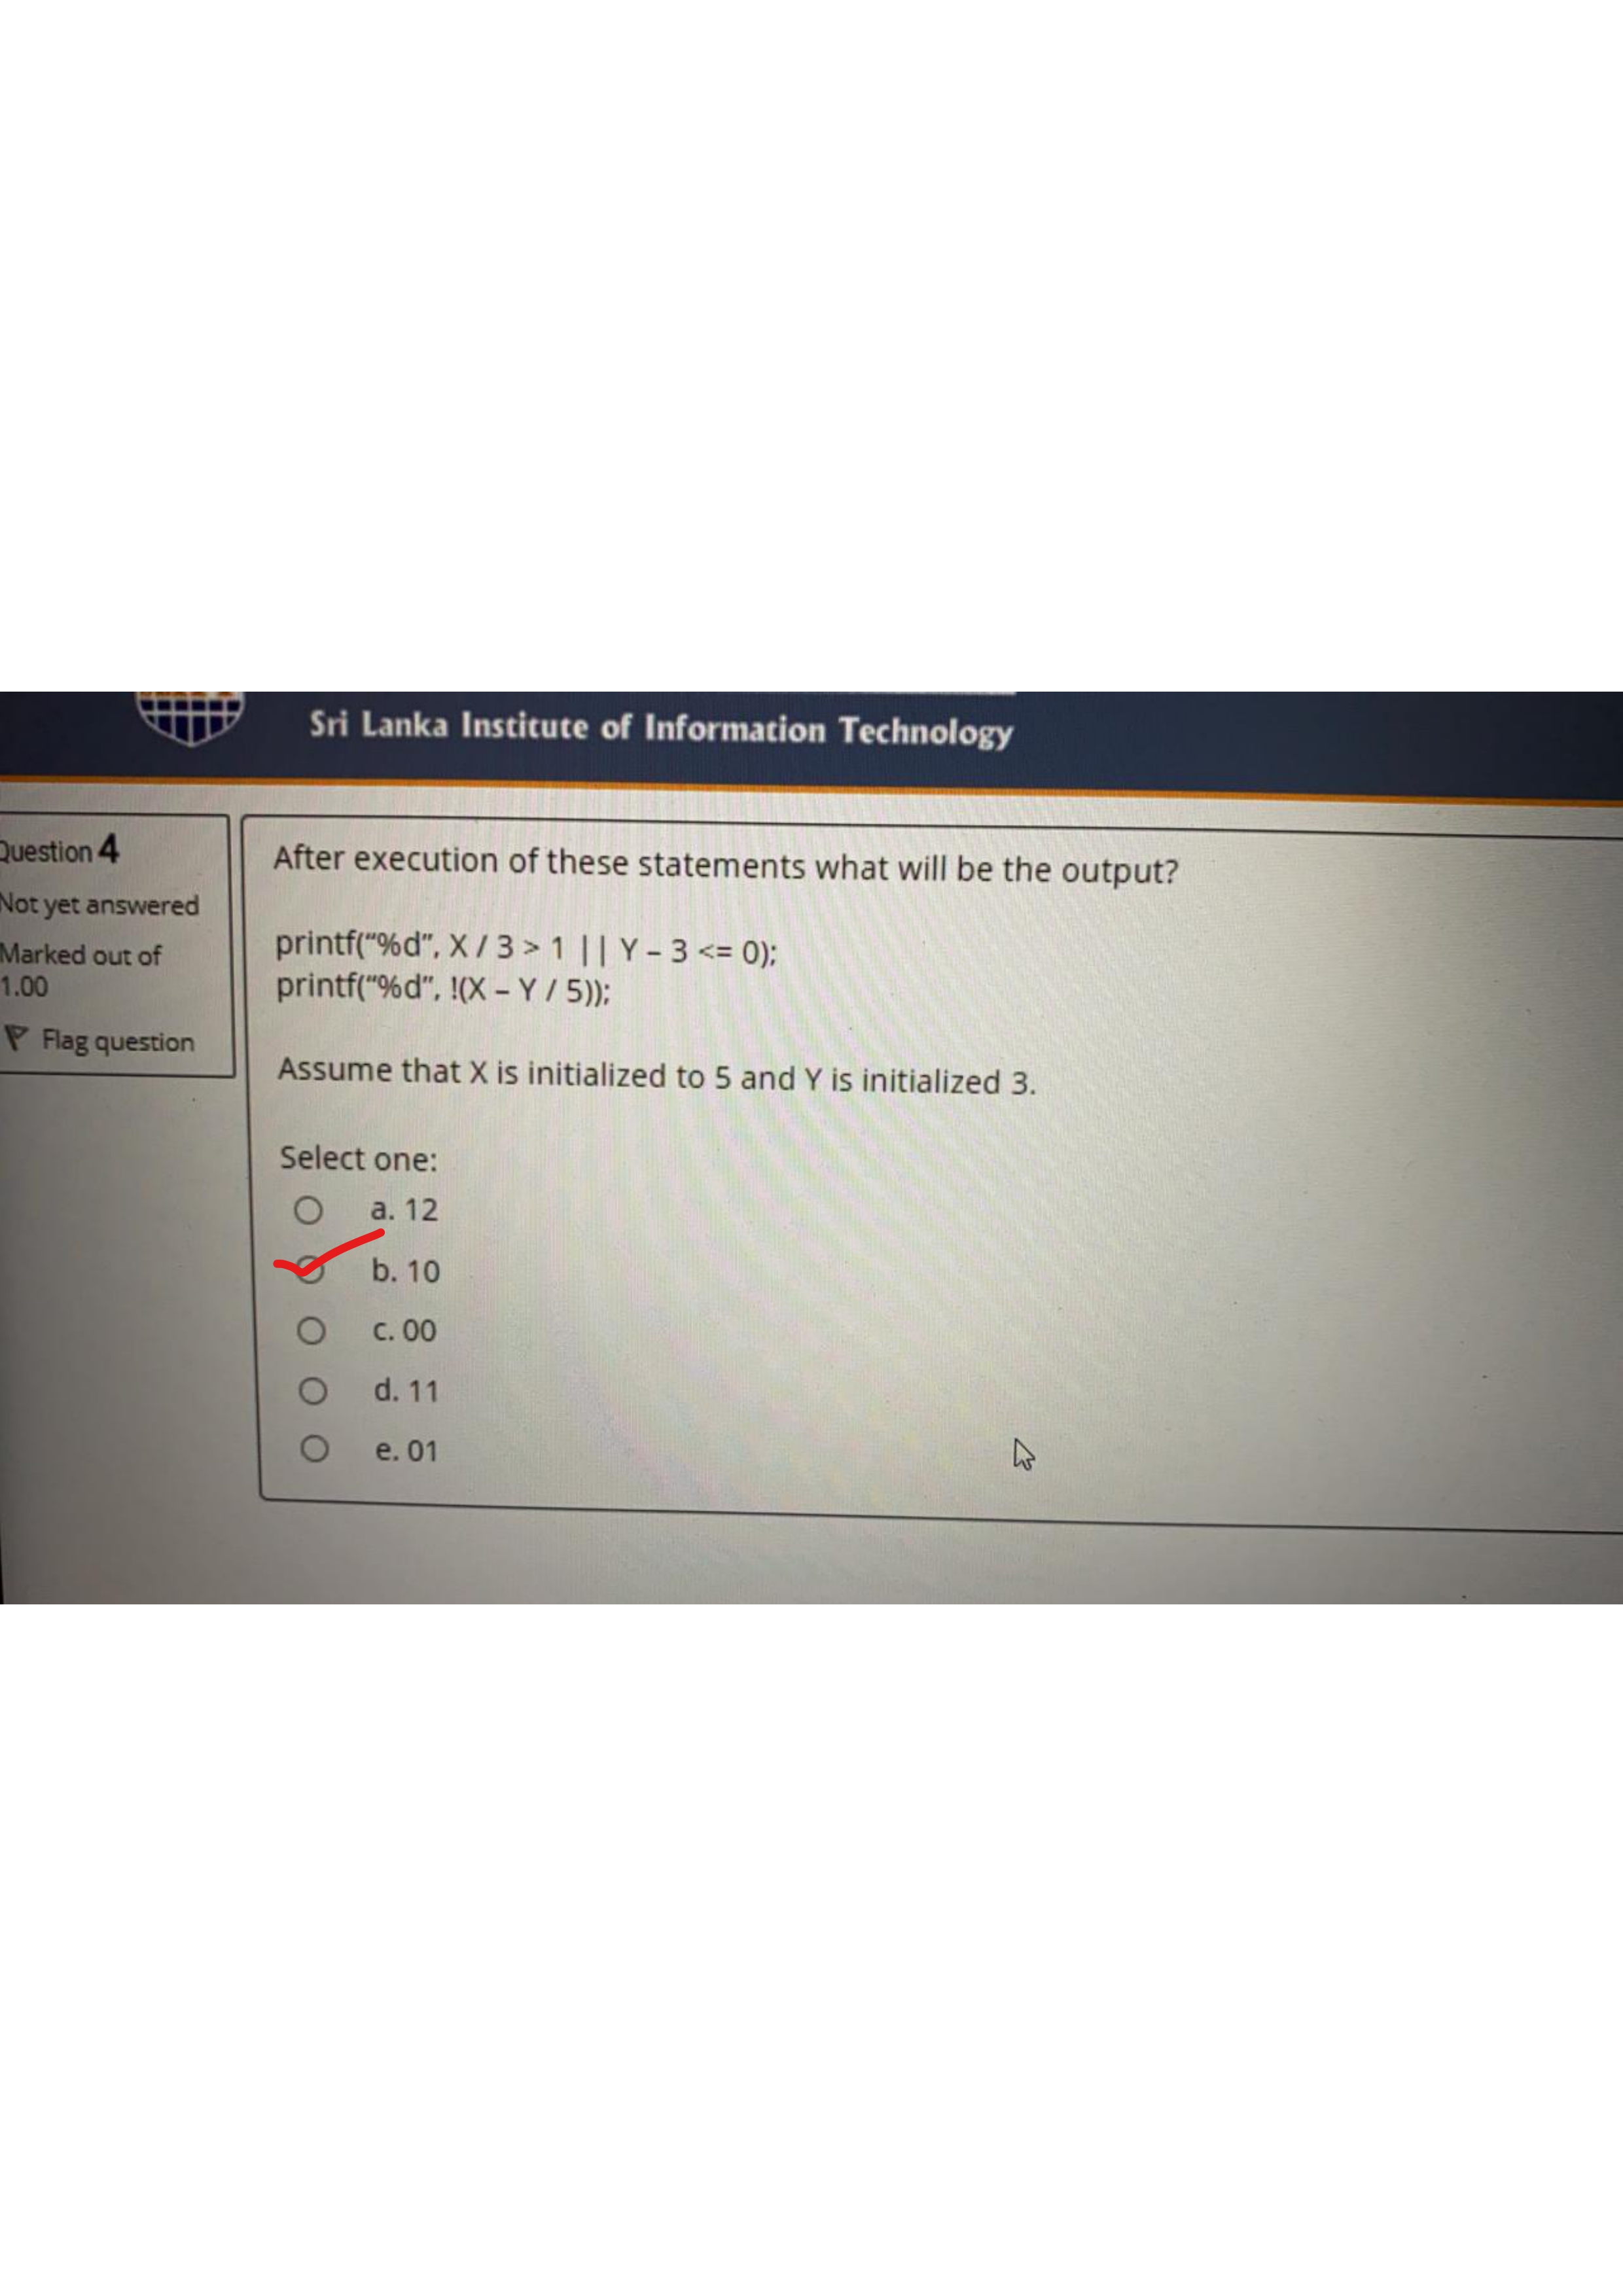 Sri Lanka Institute of Information Technology
Question 4
Not yet answered
Marked out of
1.00
Flag question
After execution of these statements what will be the output?
printf(“%d”, X / 3 > 1 || Y – 3 <= 0);
printf(“%d”, !(X – Y / 5));
Assume that X is initialized to 5 and Y is initialized 3.
Select one:
a. 12
b. 10
c. 00
d. 11
e. 01